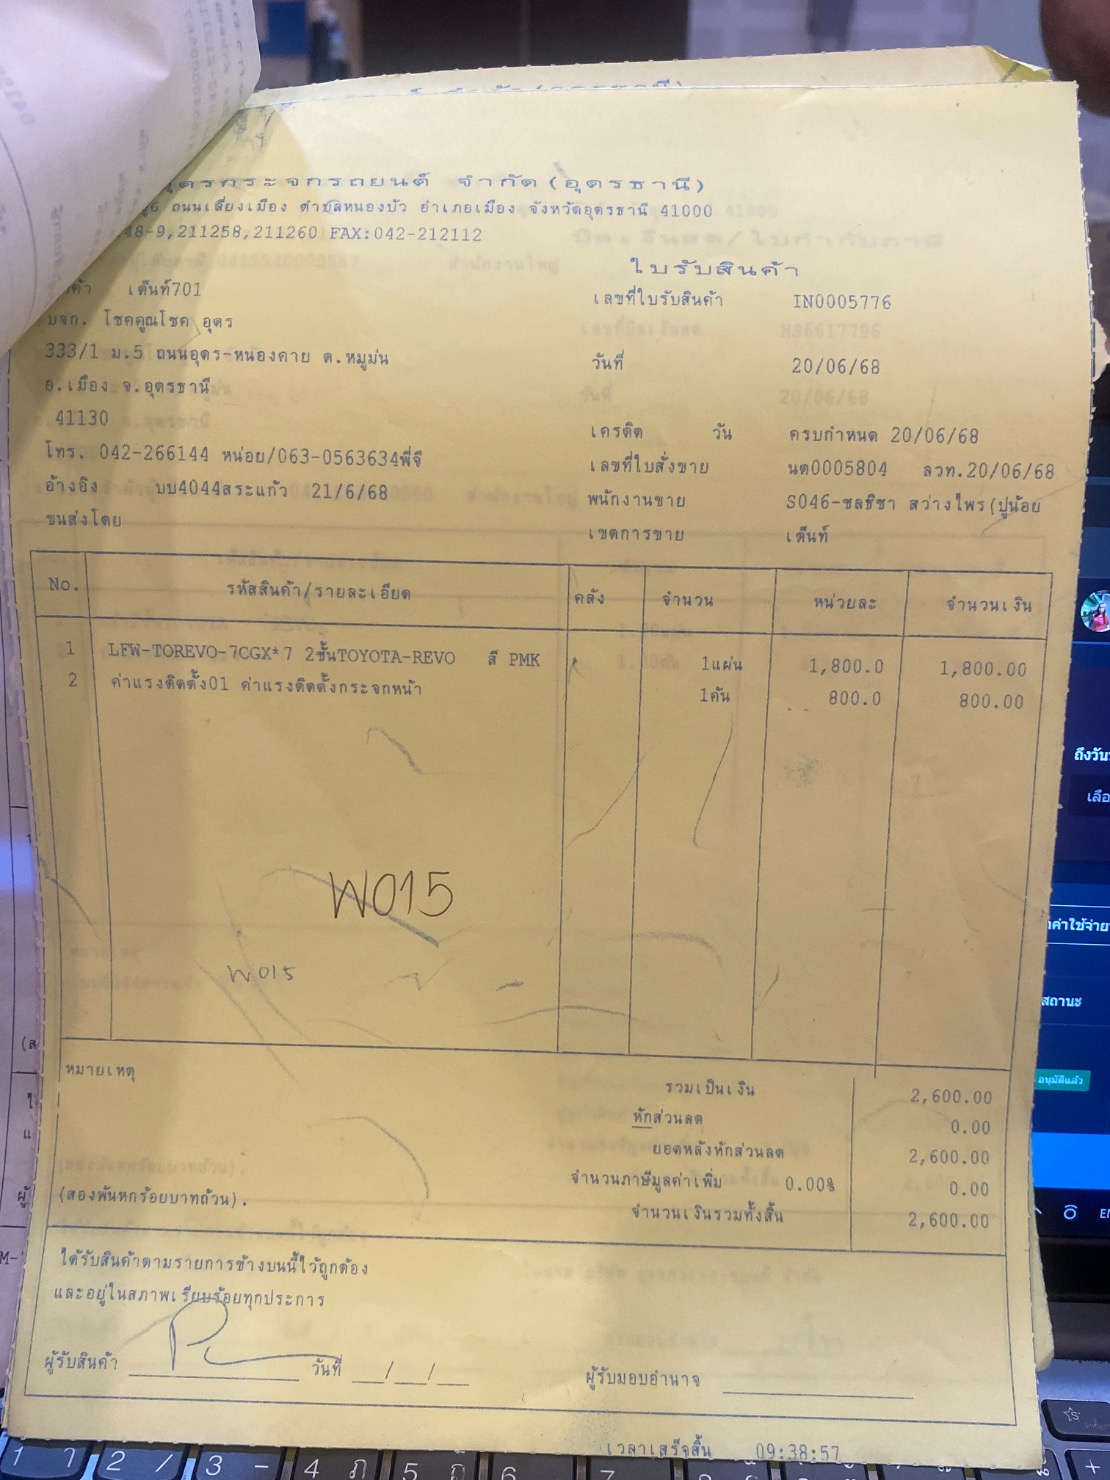 อุดรกระจกรถยนต์ จำกัด(อุดรธานี)
ถนนเลี่ยงเมือง ตำบลหนองบัว อำเภอเมือง จังหวัดอุดรธานี 41000
48-9,211258,211260 FAX:042-212112
ใบรับสินค้า
เต๊นท์701
เลขที่ใบรับสินค้า IN0005776
บจก. โชคคูณโชค อุดร
333/1 ม.5 ถนนอุดร-หนองคาย ต.หมูม่น
วันที่ 20/06/68
อ.เมือง จ.อุดรธานี
41130
เครดิต วัน ครบกำหนด 20/06/68
โทร. 042-266144 หน่อย/063-0563634พี่จี
เลขที่ใบสั่งขาย นต0005804 ลวท.20/06/68
อ้างอิง บบ4044สระแก้ว 21/6/68
พนักงานขาย S046-ชลธิชา สว่างไพร(ปูน้อย
ขนส่งโดย
เขตการขาย เต็นท์
No. รหัสสินค้า/รายละเอียด คลัง จำนวน หน่วยละ จำนวนเงิน
1 LFW-TOREVO-7CGX*7 2ชั้นTOYOTA-REVO สี PMK 1แผ่น 1,800.0 1,800.00
2 ค่าแรงติดตั้ง01 ค่าแรงติดตั้งกระจกหน้า 1คัน 800.0 800.00
W015
W015
หมายเหตุ
รวมเป็นเงิน 2,600.00
หักส่วนลด 0.00
ยอดหลังหักส่วนลด 2,600.00
จำนวนภาษีมูลค่าเพิ่ม 0.00% 0.00
(สองพันหกร้อยบาทถ้วน).
จำนวนเงินรวมทั้งสิ้น 2,600.00
ได้รับสินค้าตามรายการข้างบนนี้ไว้ถูกต้อง
และอยู่ในสภาพเรียบร้อยทุกประการ
ผู้รับสินค้า วันที่ __/__/__ ผู้รับมอบอำนาจ
เวลาเสร็จสิ้น 09:38:57
ถึงวัน
เลือ
ค่าใช้จ่าย
สถานะ
อนุมัติแล้ว